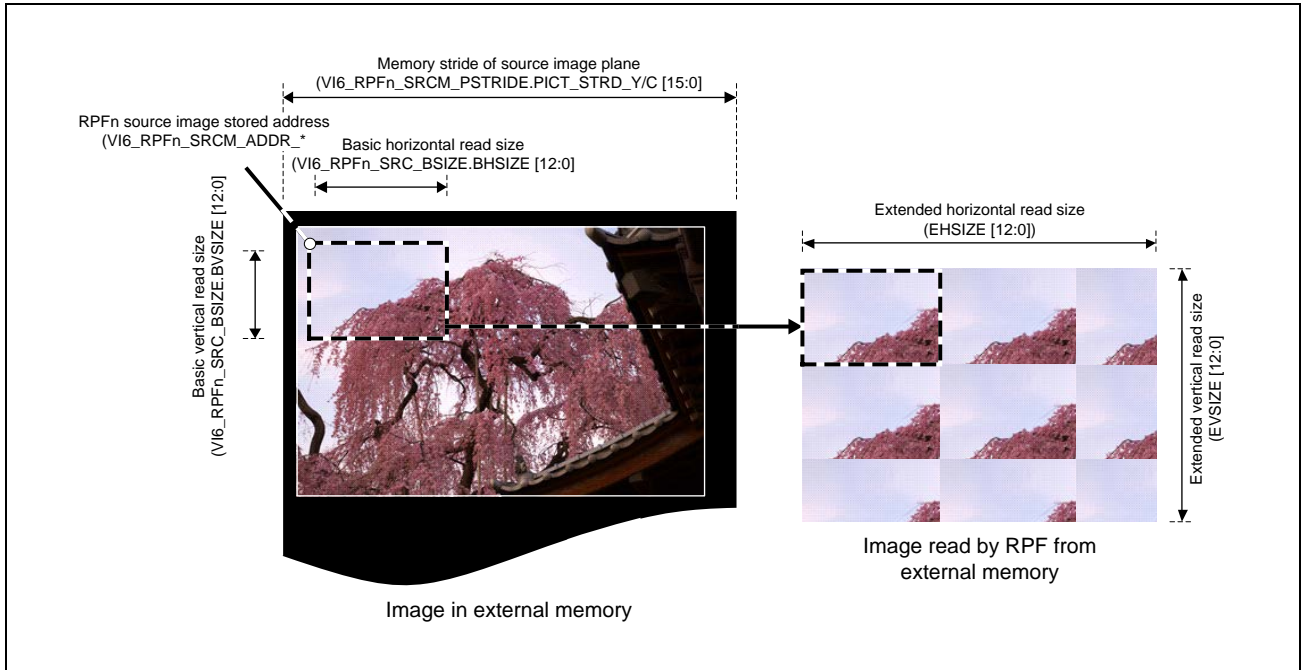 Memory stride of source image plane
(VI6_RPFn_SRCM_PSTRIDE.PICT_STRD_Y/C [15:0]
RPFn source image stored address
(VI6_RPFn_SRCM_ADDR_*
Basic horizontal read size
(VI6_RPFn_SRC_BSIZE.BHSIZE [12:0]
Basic vertical read size
(VI6_RPFn_SRC_BSIZE.BVSIZE [12:0]
Extended horizontal read size
(EHSIZE [12:0])
Extended vertical read size
(EVSIZE [12:0])
Image read by RPF from
external memory
Image in external memory